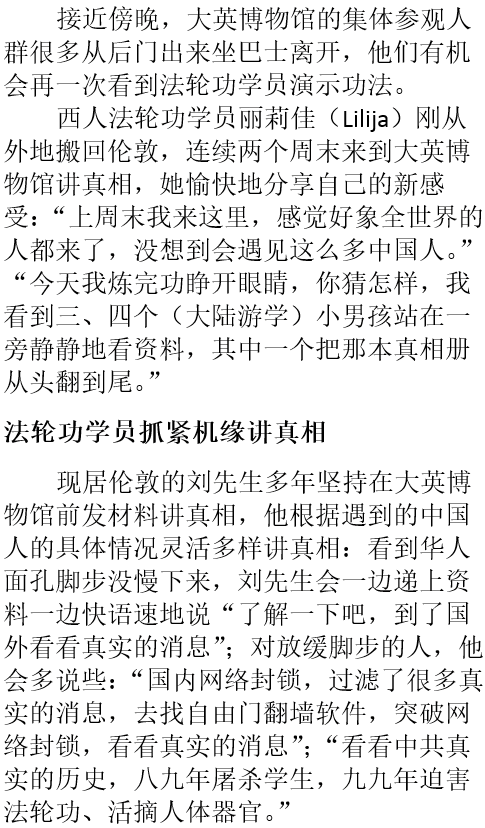 接近傍晚，大英博物馆的集体参观人
群很多从后门出来坐巴士离开，他们有机
会再一次看到法轮功学员演示功法。
西人法轮功学员丽莉佳（Lilija）刚从
外地搬回伦敦，连续两个周末来到大英博
物馆讲真相，她愉快地分享自己的新感
受：“上周末我来这里，感觉好象全世界的
人都来了，没想到会遇见这么多中国人。”
“今天我炼完功睁开眼睛，你猜怎样，我
看到三、四个（大陆游学）小男孩站在一
旁静静地看资料，其中一个把那本真相册
从头翻到尾。”
法轮功学员抓紧机缘讲真相
现居伦敦的刘先生多年坚持在大英博
物馆前发材料讲真相，他根据遇到的中国
人的具体情况灵活多样讲真相：看到华人
面孔脚步没慢下来，刘先生会一边递上资
料一边快语速地说“了解一下吧，到了国
外看看真实的消息”；对放缓脚步的人，他
会多说些：“国内网络封锁，过滤了很多真
实的消息，去找自由门翻墙软件，突破网
络封锁，看看真实的消息”；“看看中共真
实的历史，八九年屠杀学生，九九年迫害
法轮功、活摘人体器官。”